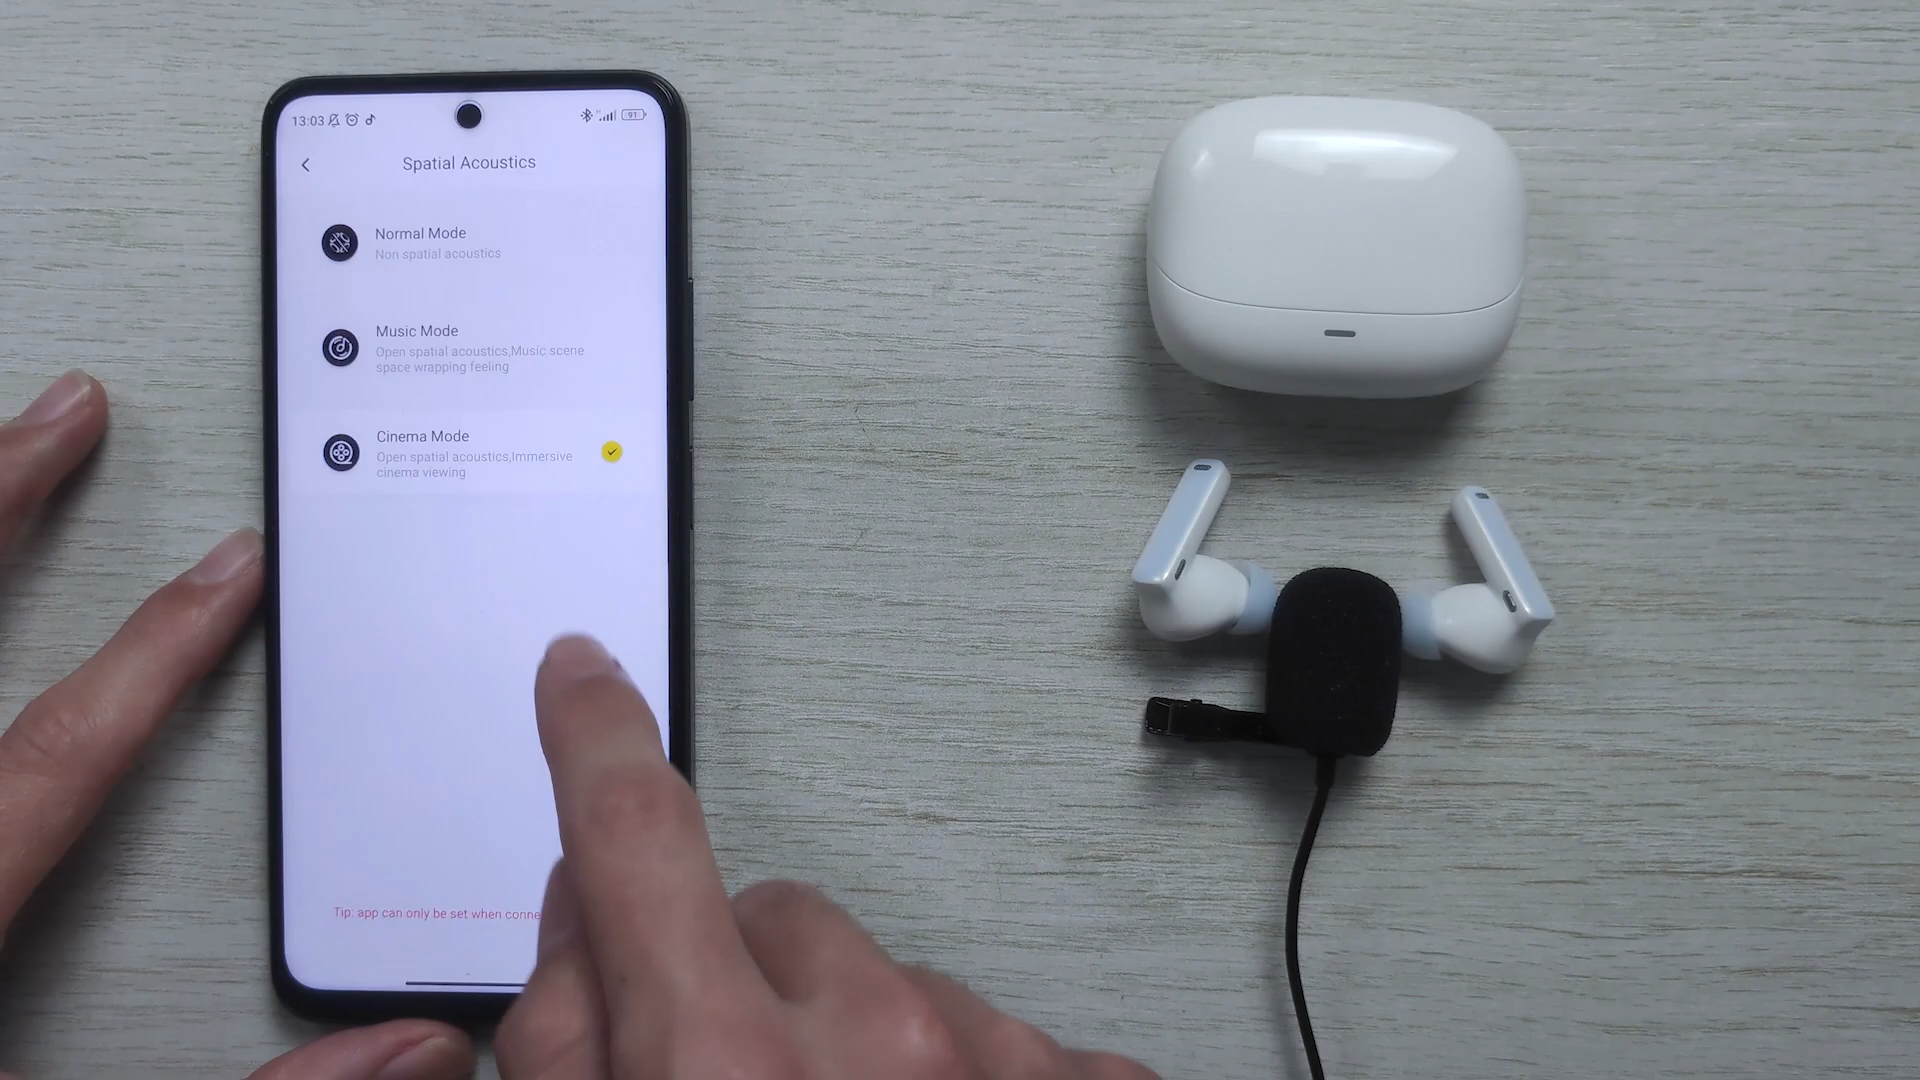 13:03
91
Spatial Acoustics
Normal Mode
Non spatial acoustics
Music Mode
Open spatial acoustics,Music scene
space wrapping feeling
Cinema Mode
Open spatial acoustics,Immersive
cinema viewing
Tip: app can only be set when conne